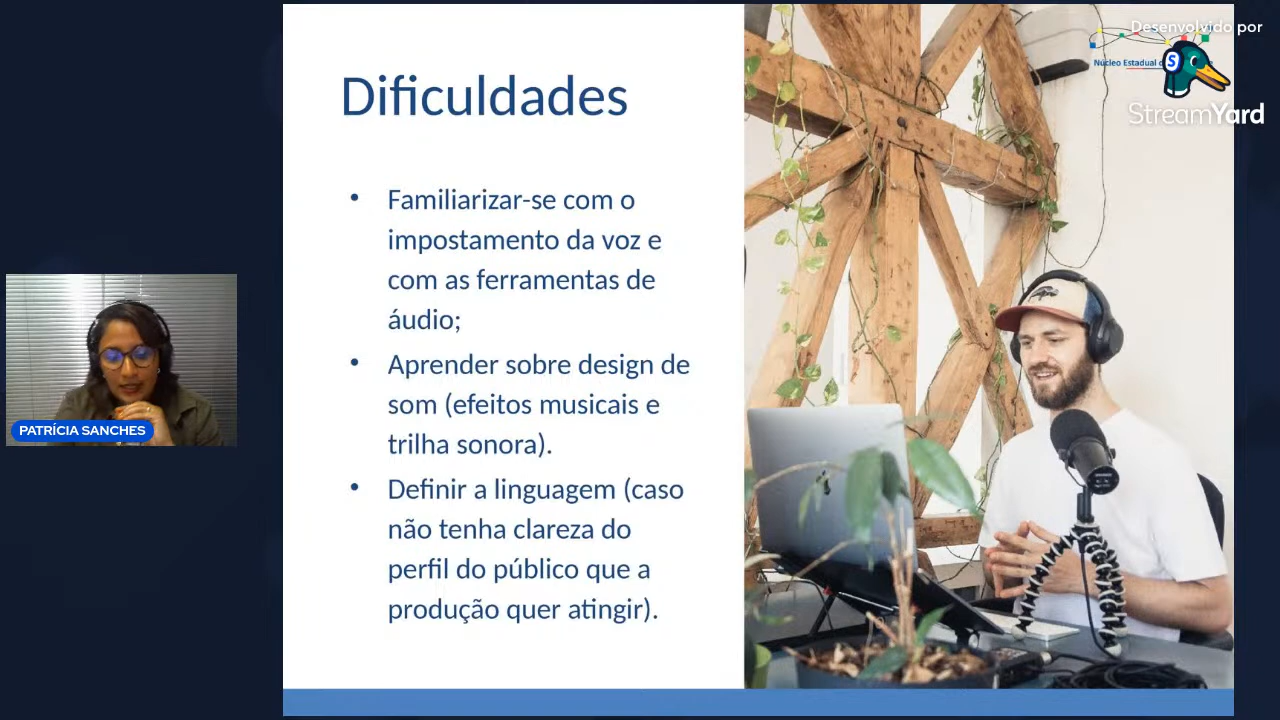 Desenvolvido por
Núcleo Estadual
StreamYard
Dificuldades
• Familiarizar-se com o
impostamento da voz e
com as ferramentas de
áudio;
• Aprender sobre design de
som (efeitos musicais e
trilha sonora).
• Definir a linguagem (caso
não tenha clareza do
perfil do público que a
produção quer atingir).
PATRÍCIA SANCHES